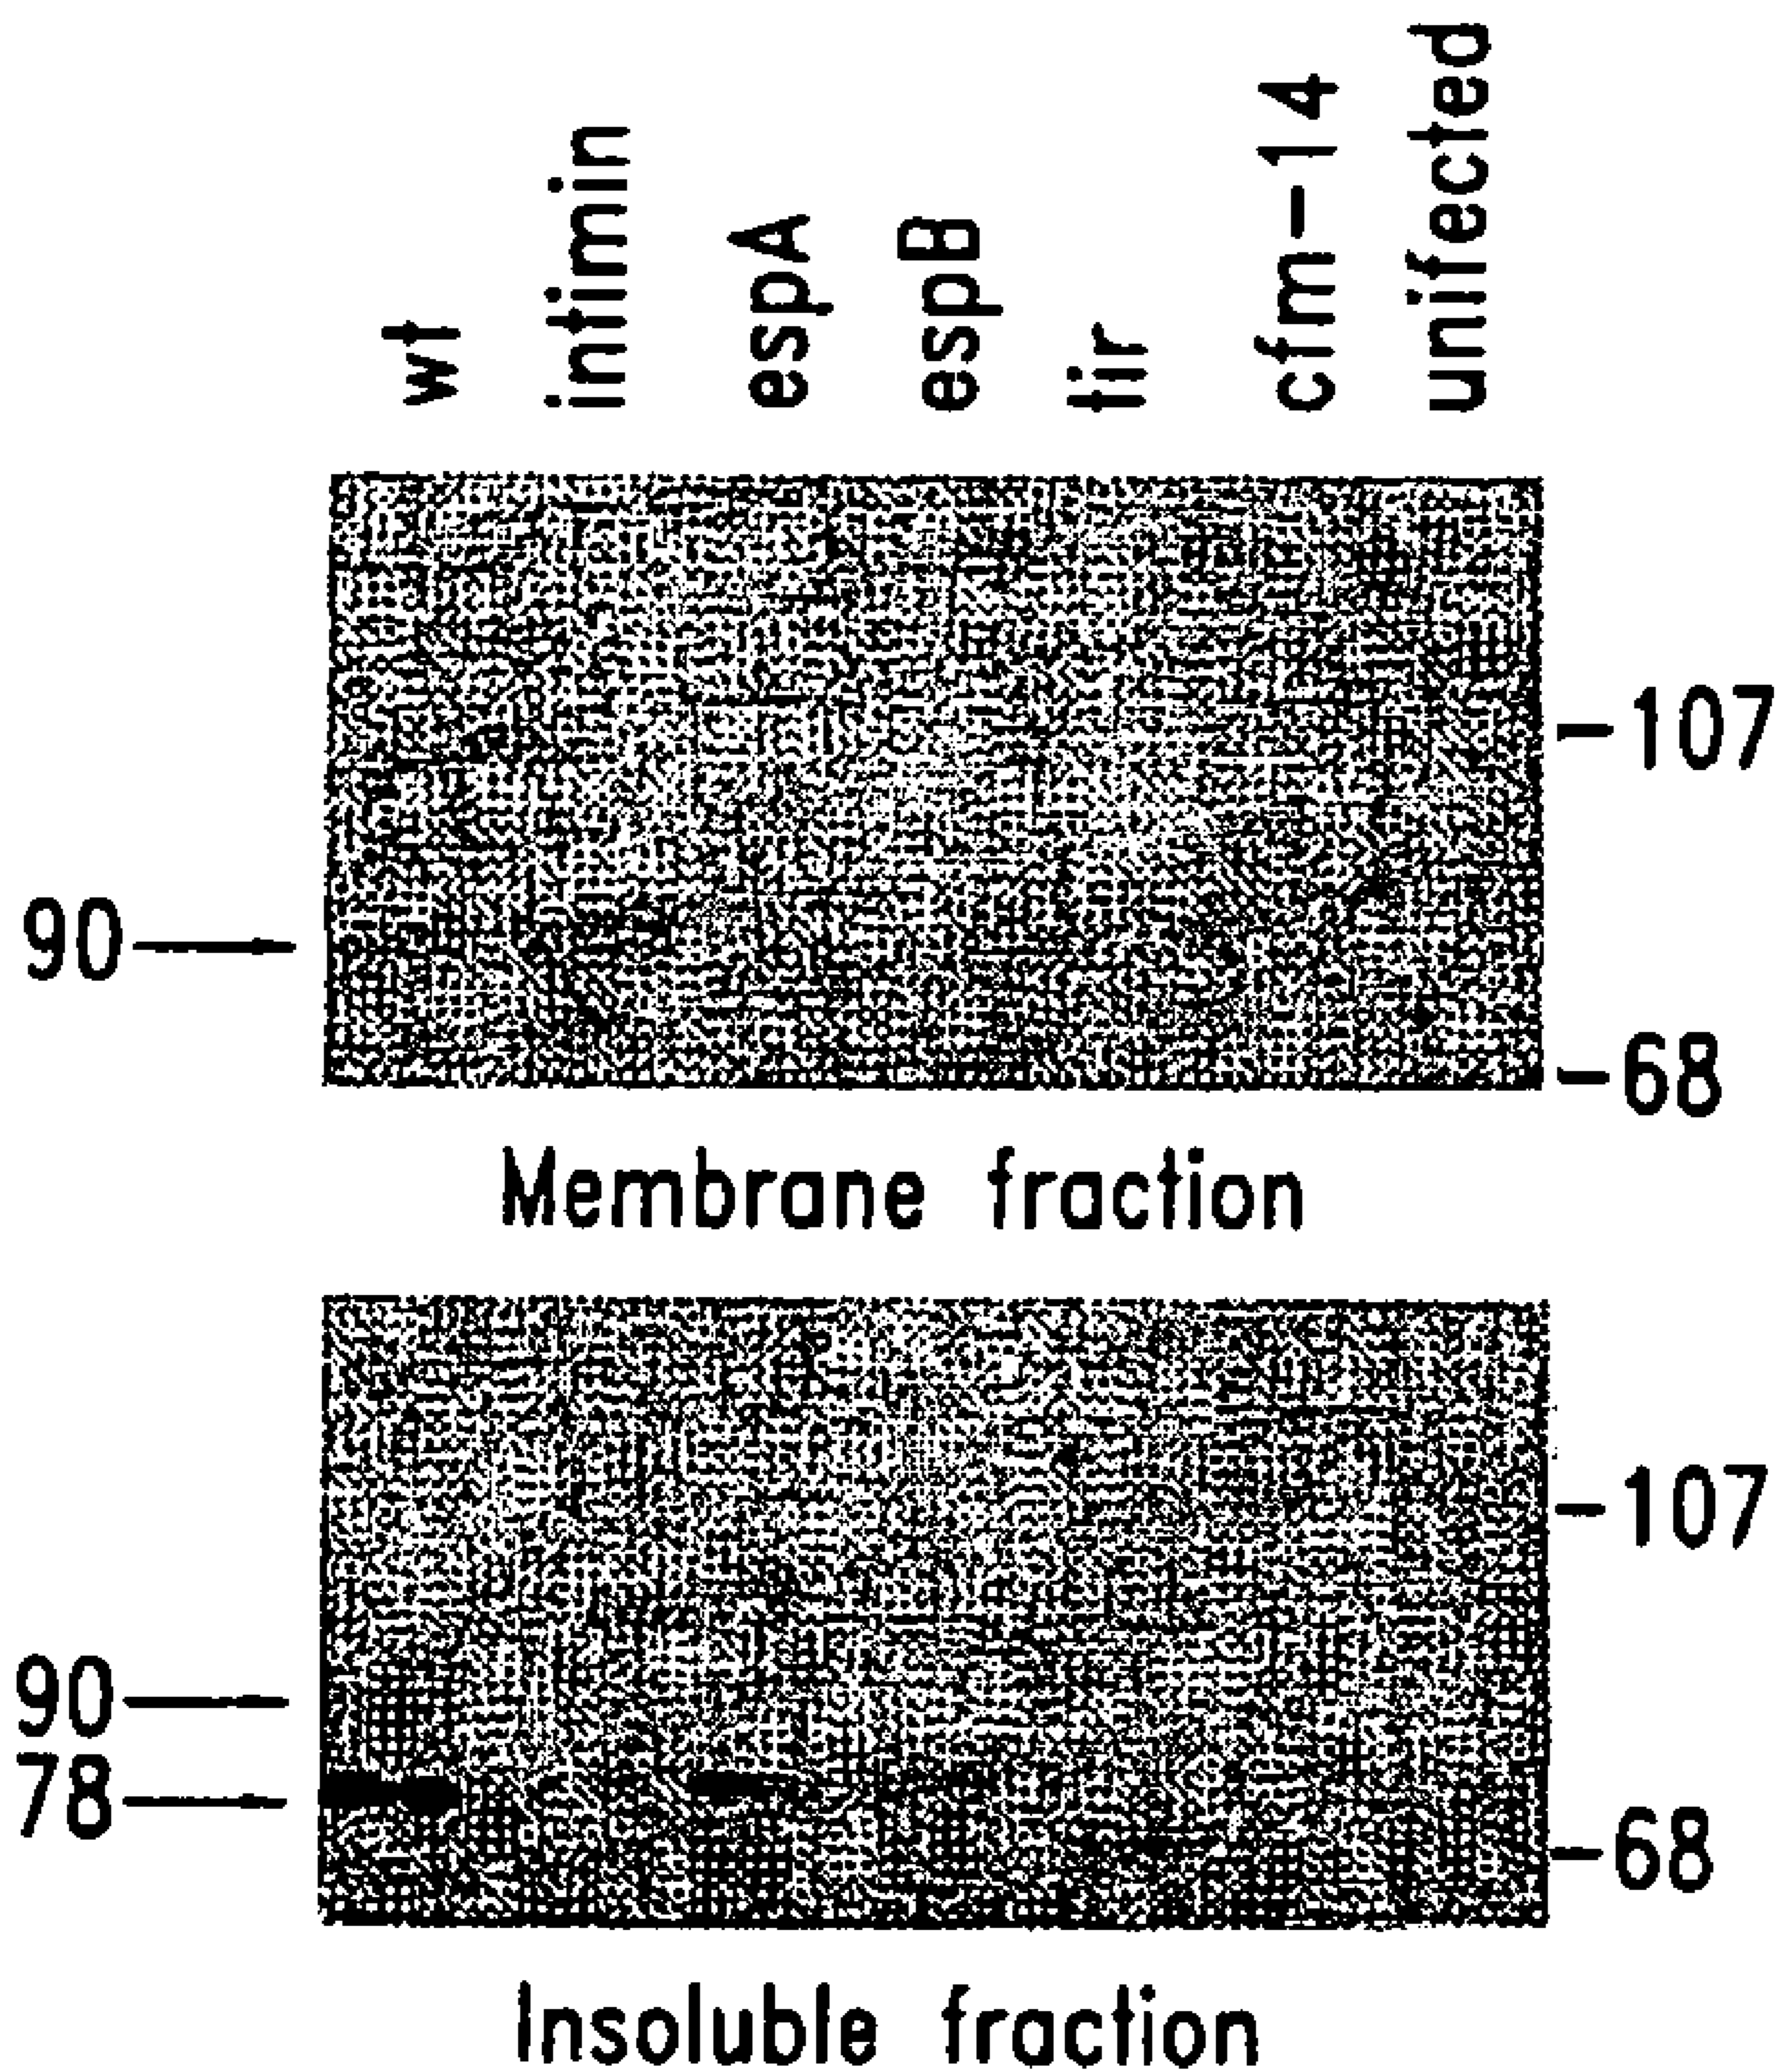 wt
intimin
espA
espB
tir
cfm-14
unifected
-107
90
-68
Membrane fraction
-107
90
78
-68
Insoluble fraction